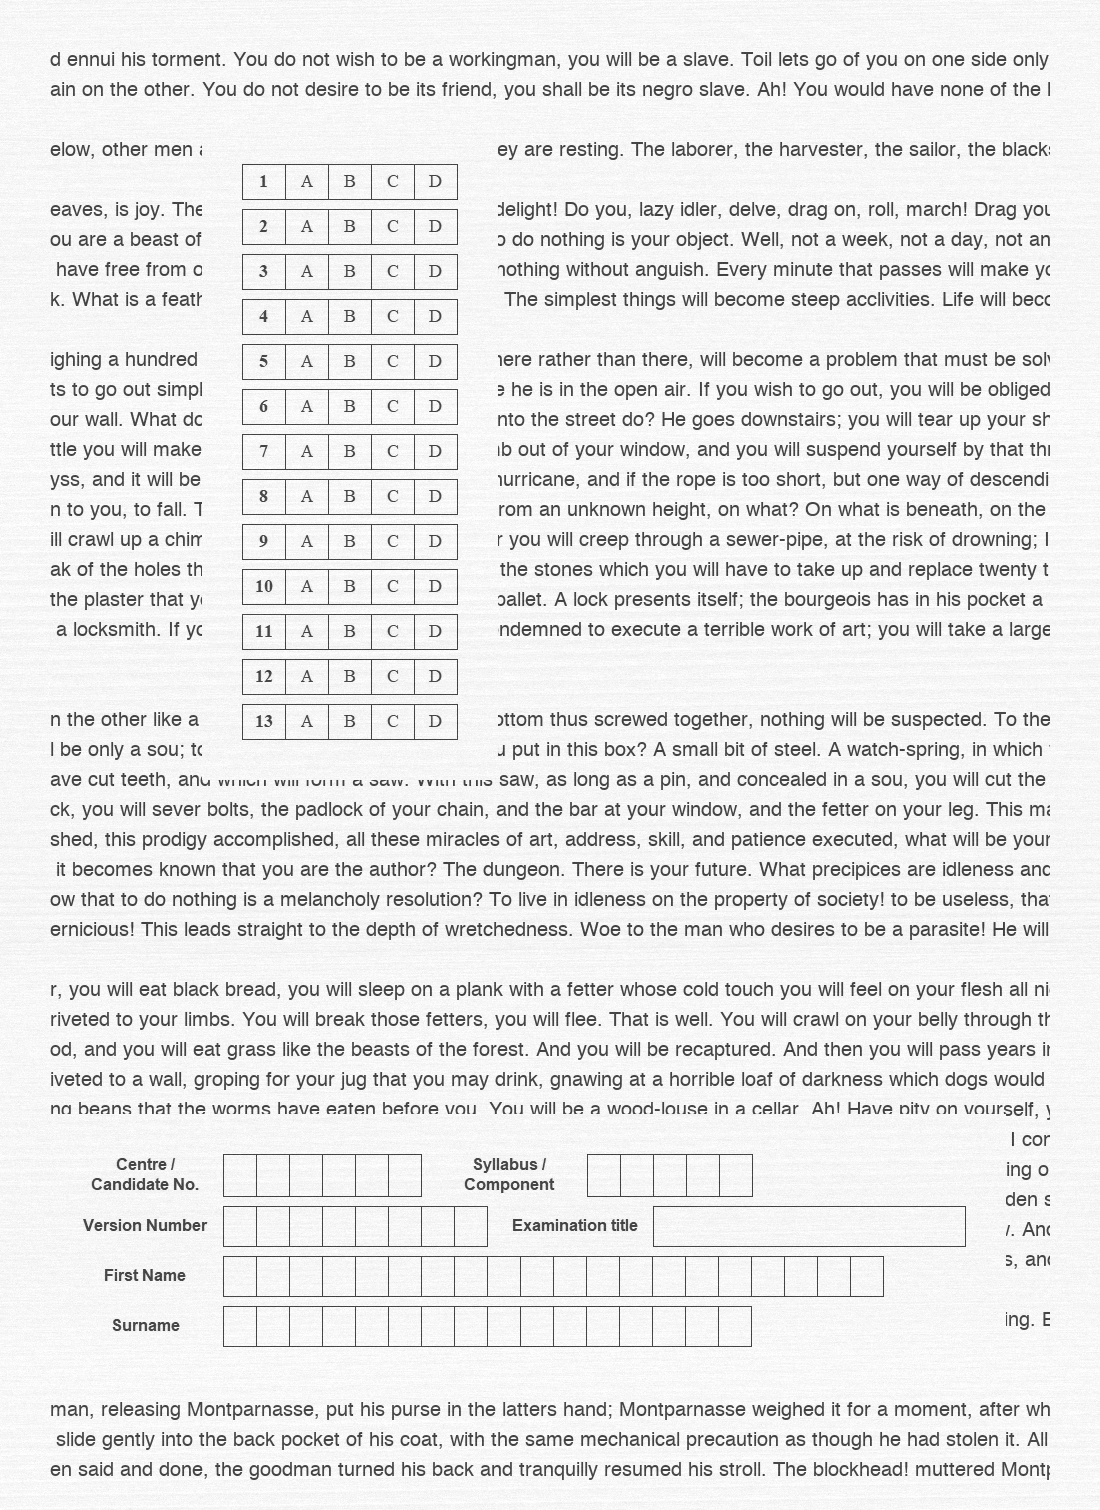 d ennui his torment. You do not wish to be a workingman, you will be a slave. Toil lets go of you on one side only
ain on the other. You do not desire to be its friend, you shall be its negro slave. Ah! You would have none of the
elow, other men
ey are resting. The laborer, the harvester, the sailor, the blacks
1 A B C D
eaves, is joy. The
delight! Do you, lazy idler, delve, drag on, roll, march! Drag you
2 A B C D
ou are a beast of
o do nothing is your object. Well, not a week, not a day, not an
have free from o
nothing without anguish. Every minute that passes will make yo
3 A B C D
k. What is a feath
The simplest things will become steep acclivities. Life will beco
4 A B C D
ighing a hundred
here rather than there, will become a problem that must be solv
5 A B C D
ts to go out simpl
e he is in the open air. If you wish to go out, you will be obliged
6 A B C D
our wall. What do
nto the street do? He goes downstairs; you will tear up your sh
ttle you will make
b out of your window, and you will suspend yourself by that thr
7 A B C D
yss, and it will be
hurricane, and if the rope is too short, but one way of descendi
8 A B C D
n to you, to fall. T
rom an unknown height, on what? On what is beneath, on the
ill crawl up a chim
r you will creep through a sewer-pipe, at the risk of drowning; I
9 A B C D
ak of the holes th
the stones which you will have to take up and replace twenty t
10 A B C D
the plaster that yo
pallet. A lock presents itself; the bourgeois has in his pocket a
a locksmith. If yo
ndemned to execute a terrible work of art; you will take a large
11 A B C D
12 A B C D
n the other like a
ottom thus screwed together, nothing will be suspected. To the
13 A B C D
l be only a sou; to
u put in this box? A small bit of steel. A watch-spring, in which
ave cut teeth, and which will form a saw. With this saw, as long as a pin, and concealed in a sou, you will cut the
ck, you will sever bolts, the padlock of your chain, and the bar at your window, and the fetter on your leg. This ma
shed, this prodigy accomplished, all these miracles of art, address, skill, and patience executed, what will be your
it becomes known that you are the author? The dungeon. There is your future. What precipices are idleness and
ow that to do nothing is a melancholy resolution? To live in idleness on the property of society! to be useless, that
ernicious! This leads straight to the depth of wretchedness. Woe to the man who desires to be a parasite! He will
r, you will eat black bread, you will sleep on a plank with a fetter whose cold touch you will feel on your flesh all ni
riveted to your limbs. You will break those fetters, you will flee. That is well. You will crawl on your belly through th
od, and you will eat grass like the beasts of the forest. And you will be recaptured. And then you will pass years in
iveted to a wall, groping for your jug that you may drink, gnawing at a horrible loaf of darkness which dogs would
ng beans that the worms have eaten before you. You will be a wood-louse in a cellar. Ah! Have pity on yourself, y
I con
Centre /
Candidate No.
Syllabus /
Component
ing o
den s
Version Number
Examination title
y. And
s, and
First Name
Surname
ing. E
man, releasing Montparnasse, put his purse in the latters hand; Montparnasse weighed it for a moment, after wh
slide gently into the back pocket of his coat, with the same mechanical precaution as though he had stolen it. All
en said and done, the goodman turned his back and tranquilly resumed his stroll. The blockhead! muttered Montp